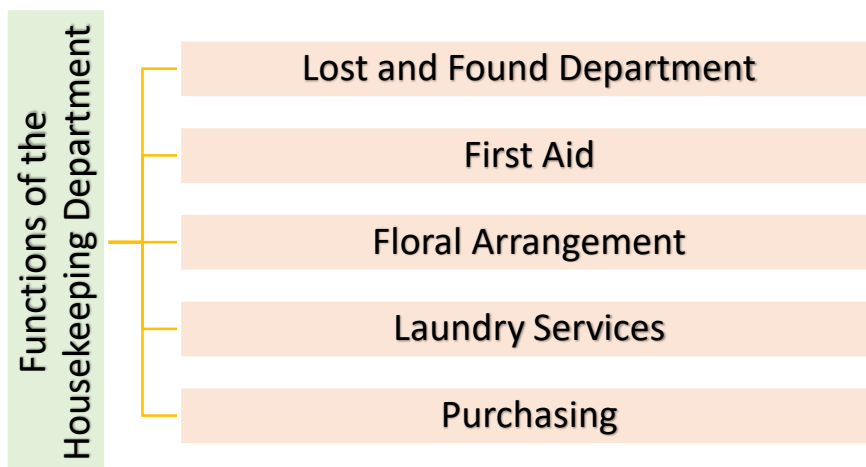 Functions of the
Housekeeping Department
Lost and Found Department
First Aid
Floral Arrangement
Laundry Services
Purchasing